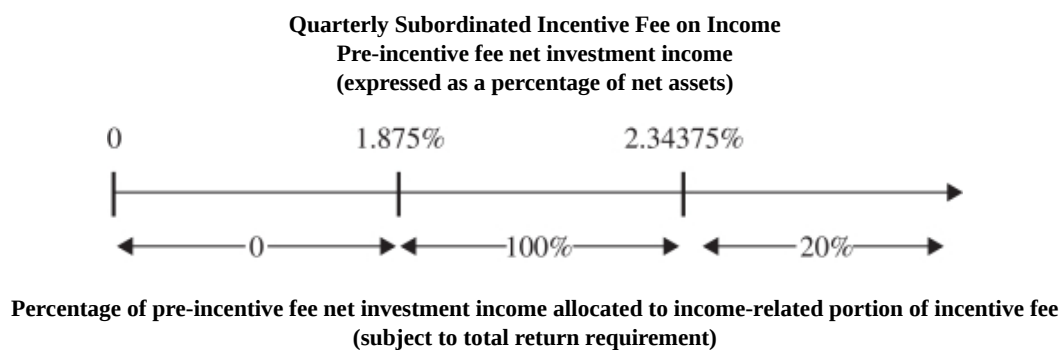 Quarterly Subordinated Incentive Fee on Income
Pre-incentive fee net investment income
(expressed as a percentage of net assets)
0 1.875% 2.34375%
0 100% 20%
Percentage of pre-incentive fee net investment income allocated to income-related portion of incentive fee
(subject to total return requirement)